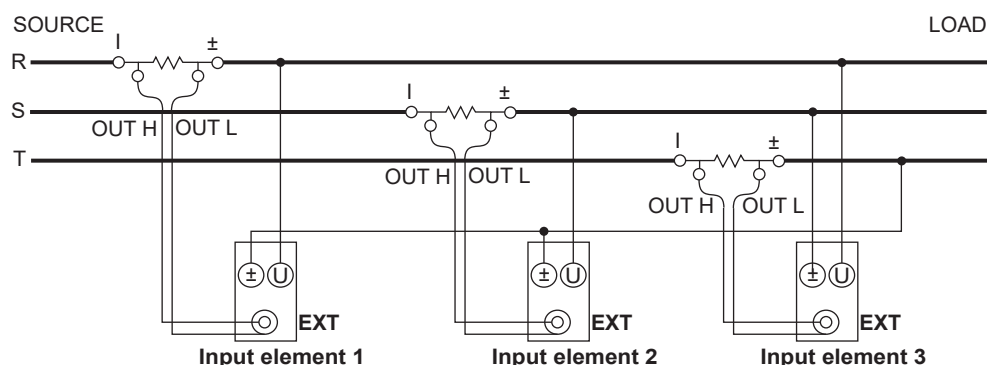 SOURCE
LOAD
I
±
R
I
±
S
OUT H
OUT L
I
±
T
OUT H
OUT L
OUT H
OUT L
±
U
±
U
±
U
EXT
EXT
EXT
Input element 1
Input element 2
Input element 3